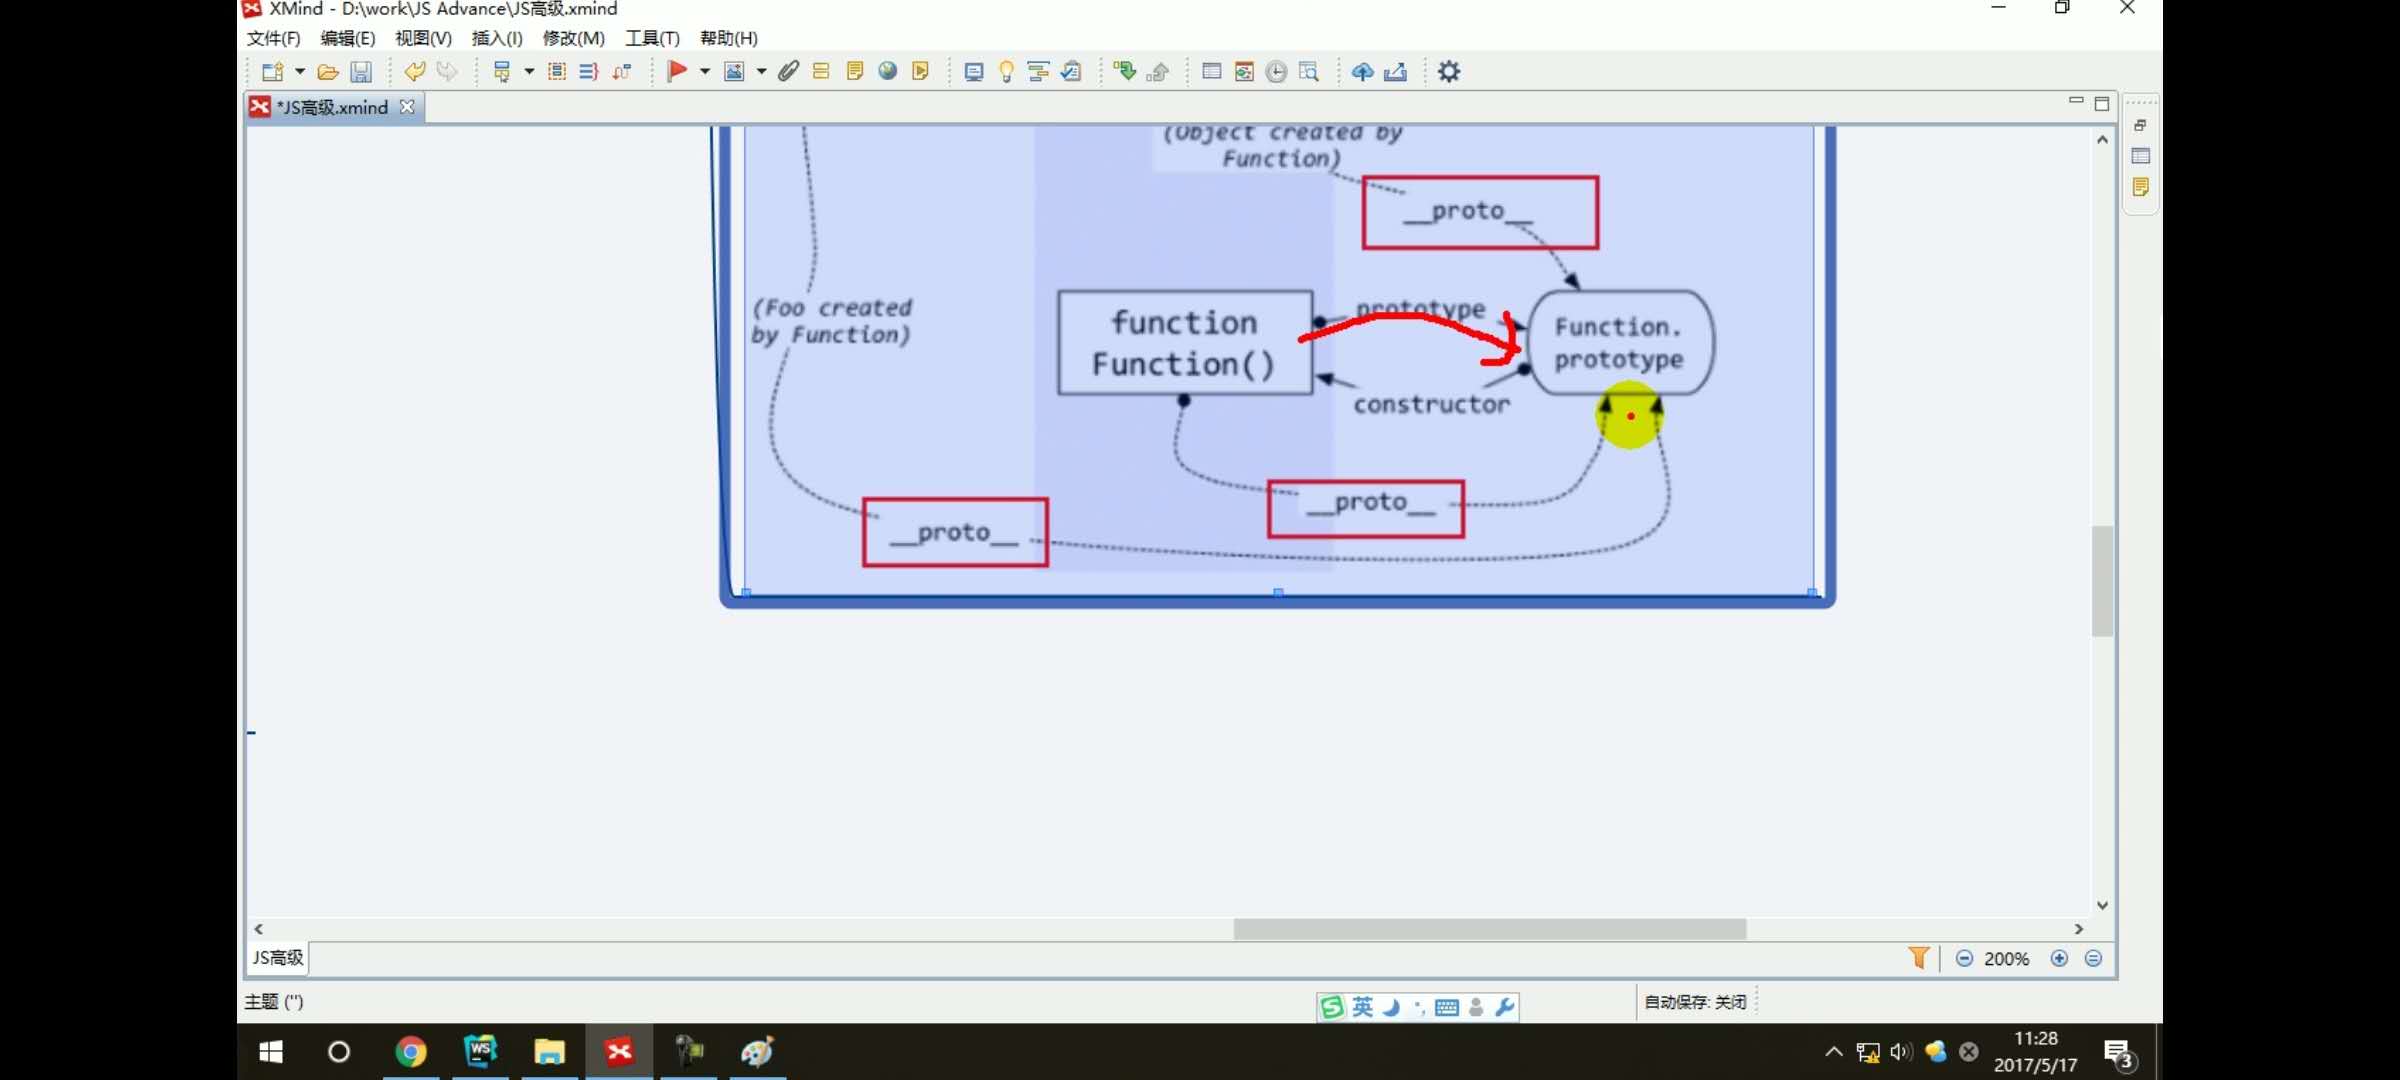 XMind - D:\work\JS Advance\JS高级.xmind
文件(F) 编辑(E) 视图(V) 插入(I) 修改(M) 工具(T) 帮助(H)
*JS高级.xmind
(Object created by
Function)
__proto__
(Foo created
by Function)
function
Function()
prototype
Function.
prototype
constructor
__proto__
__proto__
JS高级
200%
主题 ('')
英
自动保存: 关闭
WS
11:28
2017/5/17
3